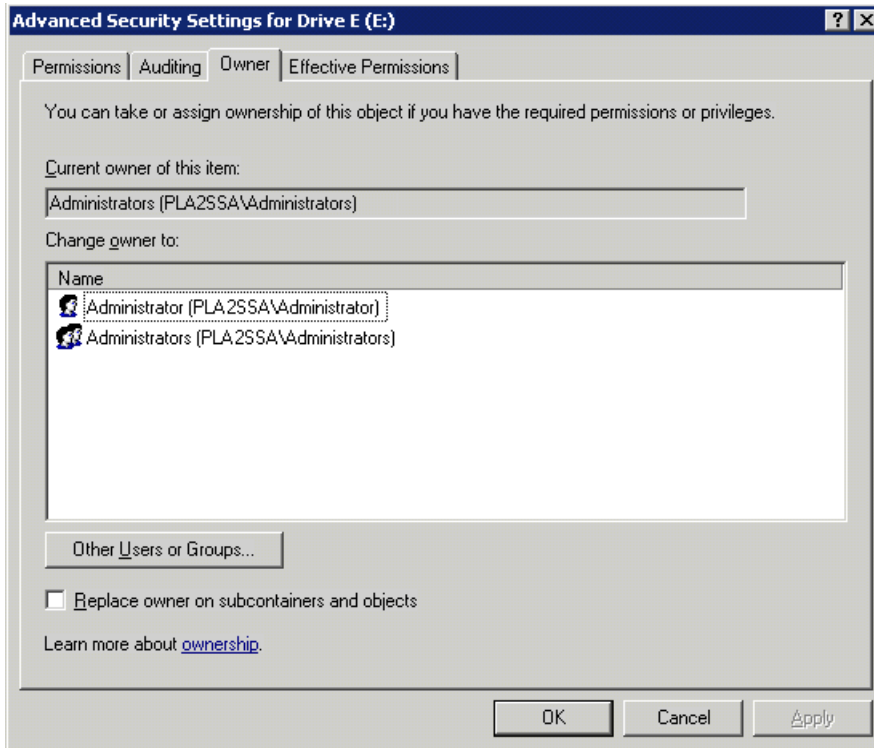 Advanced Security Settings for Drive E (E:)
Permissions Auditing Owner Effective Permissions
You can take or assign ownership of this object if you have the required permissions or privileges.
Current owner of this item:
Administrators (PLA2SSA\Administrators)
Change owner to:
Name
Administrator (PLA2SSA\Administrator)
Administrators (PLA2SSA\Administrators)
Other Users or Groups...
Replace owner on subcontainers and objects
Learn more about ownership.
OK Cancel Apply